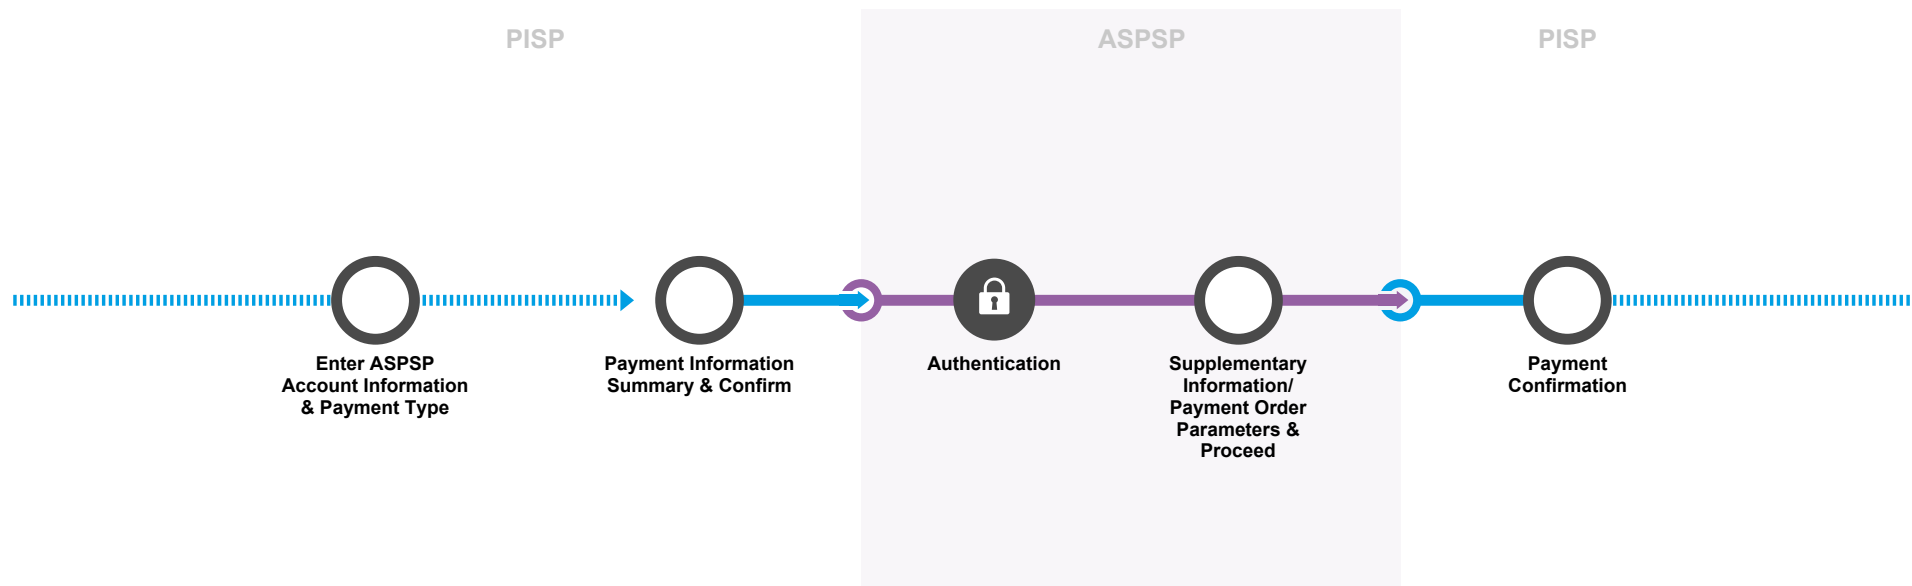 PISP
ASPSP
PISP
Enter ASPSP
Account Information
& Payment Type
Payment Information
Summary & Confirm
Authentication
Supplementary
Information/
Payment Order
Parameters &
Proceed
Payment
Confirmation